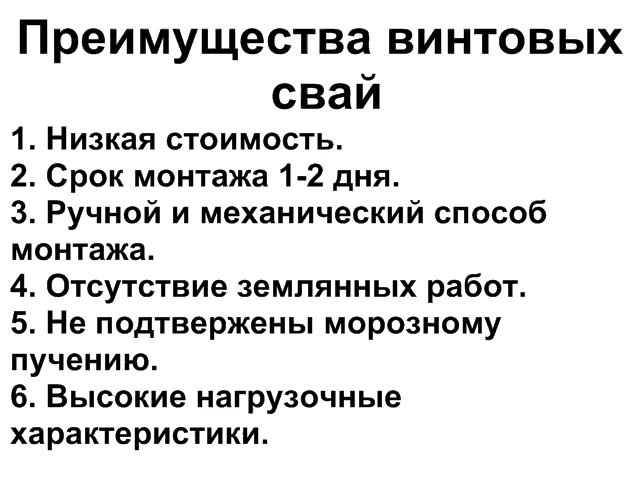 Преимущества винтовых
свай
1. Низкая стоимость.
2. Срок монтажа 1-2 дня.
3. Ручной и механический способ
монтажа.
4. Отсутствие землянных работ.
5. Не подтвержены морозному
пучению.
6. Высокие нагрузочные
характеристики.